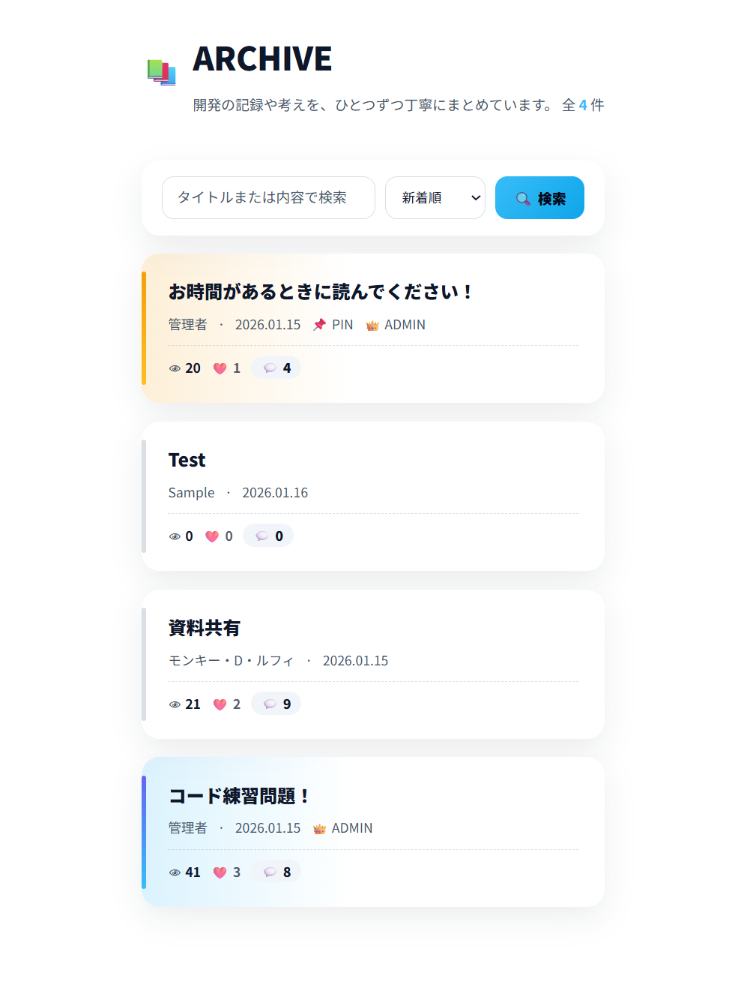 ARCHIVE
開発の記録や考えを、ひとつずつ丁寧にまとめています。 全 4 件
タイトルまたは内容で検索 新着順 検索
お時間があるときに読んでください！
管理者 · 2026.01.15 PIN ADMIN
20 1 4
Test
Sample · 2026.01.16
0 0 0
資料共有
モンキー・D・ルフィ · 2026.01.15
21 2 9
コード練習問題！
管理者 · 2026.01.15 ADMIN
41 3 8